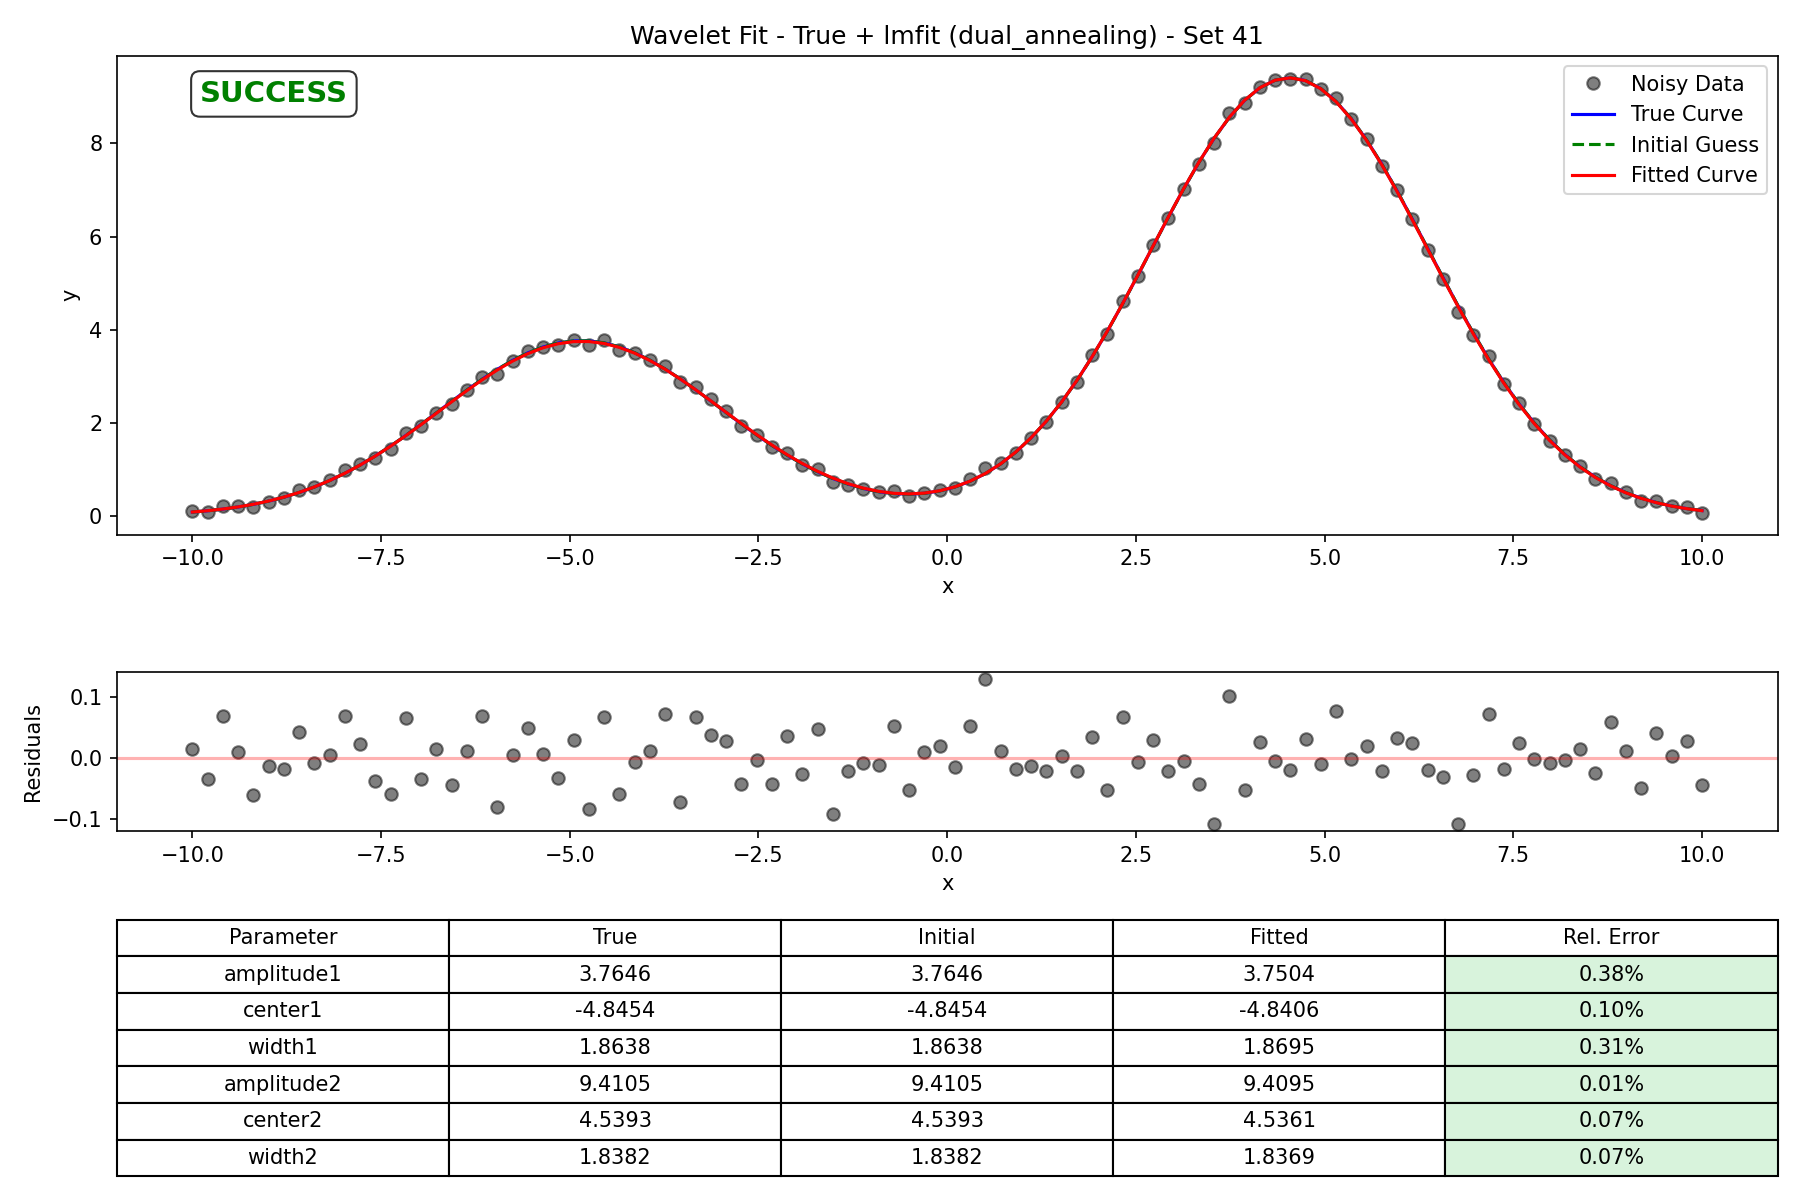 Wavelet Fit - True + lmfit (dual_annealing) - Set 41
SUCCESS
Noisy Data
True Curve
Initial Guess
Fitted Curve
8
6
4
2
0
y
−10.0 −7.5 −5.0 −2.5 0.0 2.5 5.0 7.5 10.0
x
0.1
0.0
−0.1
Residuals
−10.0 −7.5 −5.0 −2.5 0.0 2.5 5.0 7.5 10.0
x
Parameter True Initial Fitted Rel. Error
amplitude1 3.7646 3.7646 3.7504 0.38%
center1 -4.8454 -4.8454 -4.8406 0.10%
width1 1.8638 1.8638 1.8695 0.31%
amplitude2 9.4105 9.4105 9.4095 0.01%
center2 4.5393 4.5393 4.5361 0.07%
width2 1.8382 1.8382 1.8369 0.07%